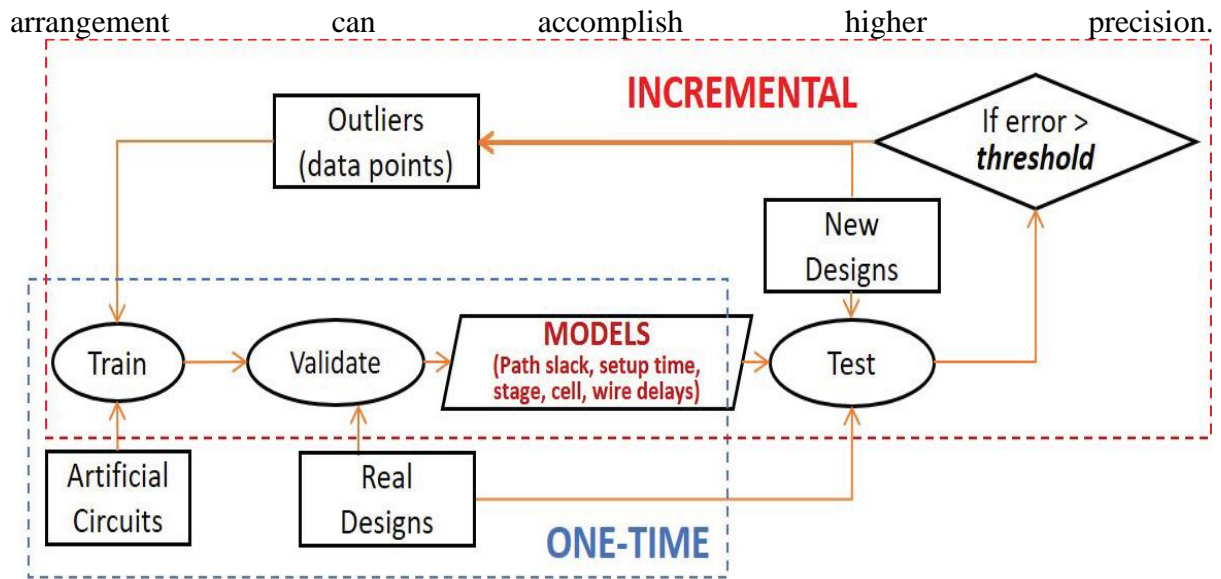 arrangement can accomplish higher precision.
INCREMENTAL
Outliers
(data points)
If error >
threshold
New
Designs
Train
Validate
MODELS
(Path slack, setup time,
stage, cell, wire delays)
Test
Artificial
Circuits
Real
Designs
ONE-TIME